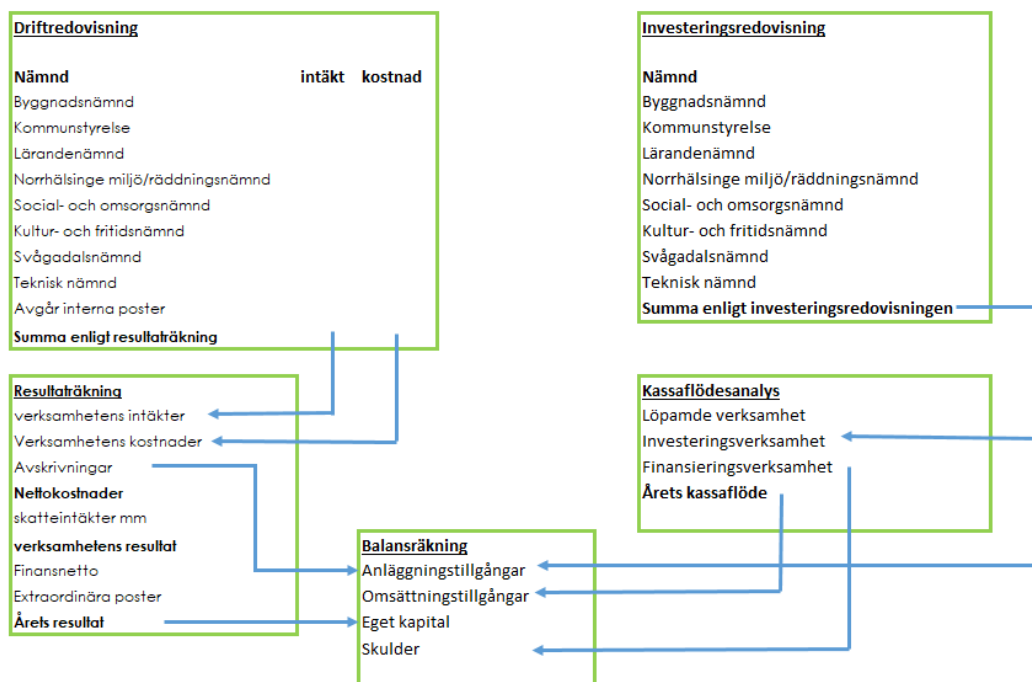 Driftredovisning
Nämnd intäkt kostnad
Byggnadsnämnd
Kommunstyrelse
Lärandenämnd
Norrhälsinge miljö/räddningsnämnd
Social- och omsorgsnämnd
Kultur- och fritidsnämnd
Svågadalsnämnd
Teknisk nämnd
Avgår interna poster
Summa enligt resultaträkning
Investeringsredovisning
Nämnd
Byggnadsnämnd
Kommunstyrelse
Lärandenämnd
Norrhälsinge miljö/räddningsnämnd
Social- och omsorgsnämnd
Kultur- och fritidsnämnd
Svågadalsnämnd
Teknisk nämnd
Summa enligt investeringsredovisningen
Resultaträkning
verksamhetens intäkter
Verksamhetens kostnader
Avskrivningar
Nettokostnader
skatteintäkter mm
verksamhetens resultat
Finansnetto
Extraordinära poster
Årets resultat
Kassaflödesanalys
Löpamde verksamhet
Investeringsverksamhet
Finansieringsverksamhet
Årets kassaflöde
Balansräkning
Anläggningstillgångar
Omsättningstillgångar
Eget kapital
Skulder